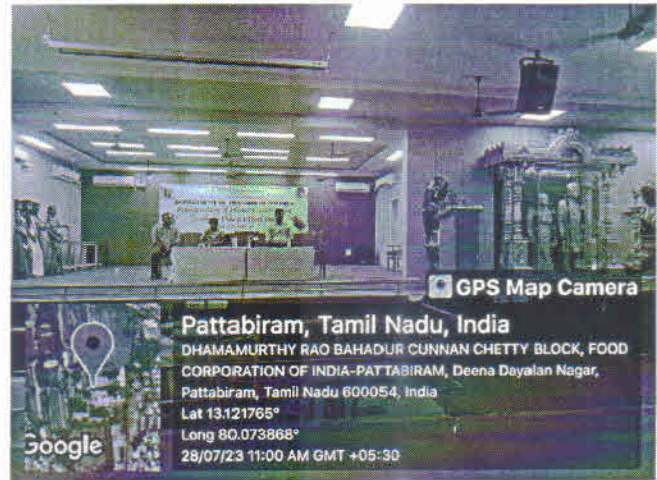 GPS Map Camera
Pattabiram, Tamil Nadu, India
DHAMAMURTHY RAO BAHADUR CUNNAN CHETTY BLOCK, FOOD
CORPORATION OF INDIA-PATTABIRAM, Deena Dayalan Nagar,
Pattabiram, Tamil Nadu 600054, India
Lat 13.121765°
Long 80.073868°
28/07/23 11:00 AM GMT +05:30
Google